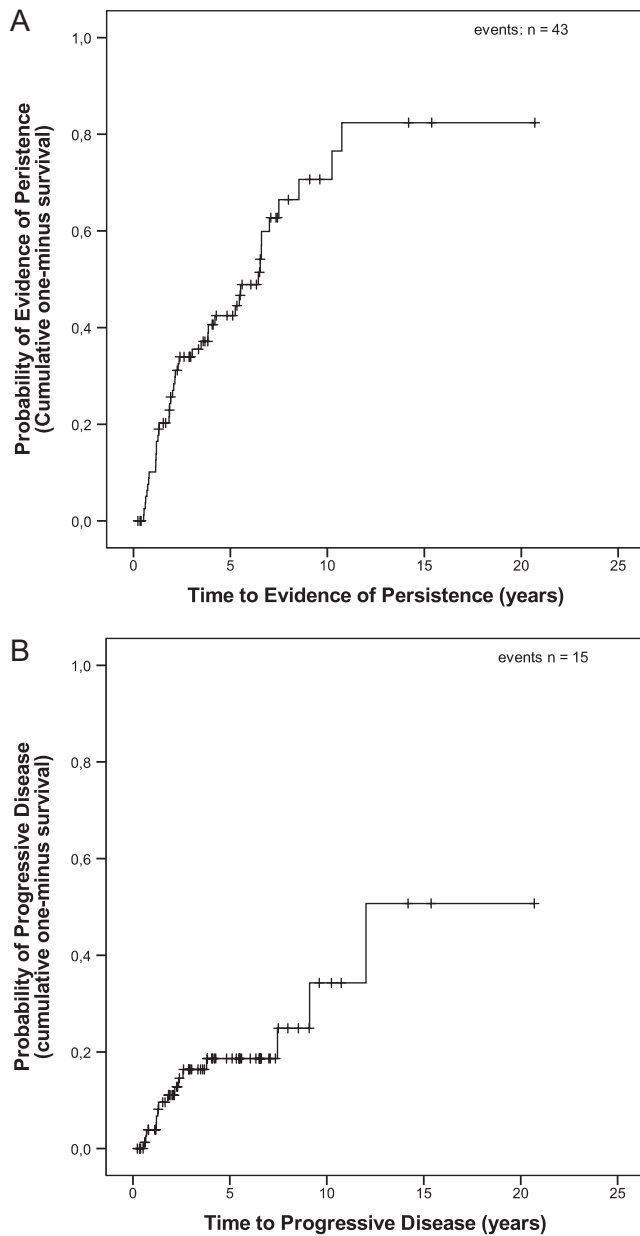 A
events: n = 43
Probability of Evidence of Peristence
(Cumulative one-minus survival)
1,0
0,8
0,6
0,4
0,2
0,0
0 5 10 15 20 25
Time to Evidence of Persistence (years)
B
events n = 15
Probability of Progressive Disease
(cumulative one-minus survival)
1,0
0,8
0,6
0,4
0,2
0,0
0 5 10 15 20 25
Time to Progressive Disease (years)